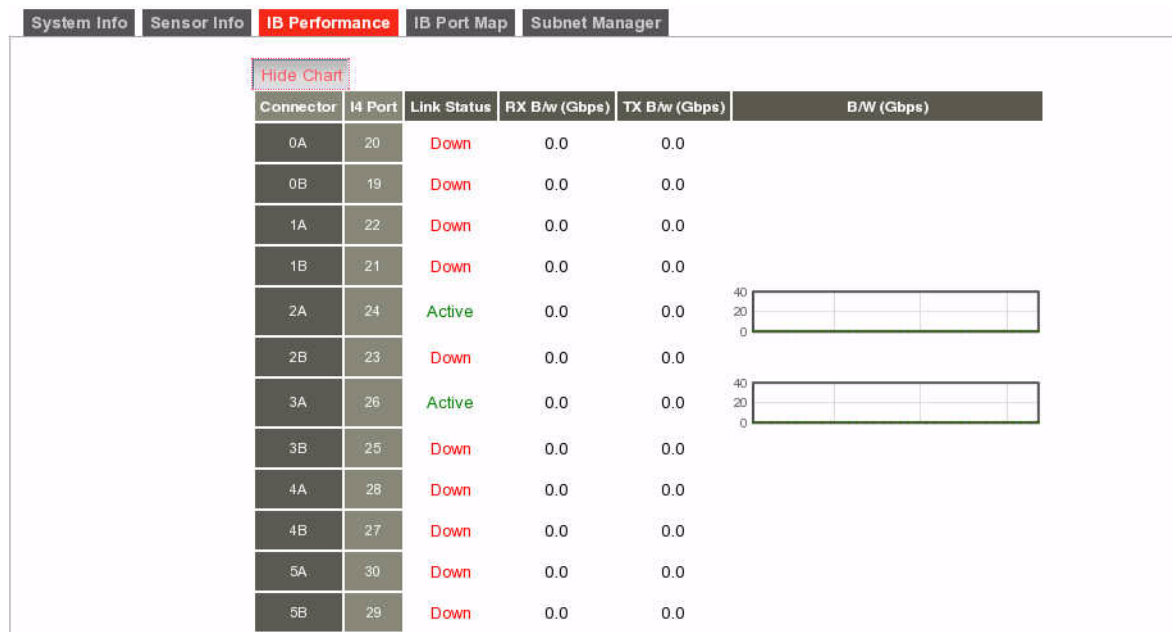 System Info Sensor Info IB Performance IB Port Map Subnet Manager
Hide Chart
Connector I4 Port Link Status RX B/w (Gbps) TX B/w (Gbps) B/W (Gbps)
0A 20 Down 0.0 0.0
0B 19 Down 0.0 0.0
1A 22 Down 0.0 0.0
1B 21 Down 0.0 0.0
40
2A 24 Active 0.0 0.0 20
0
2B 23 Down 0.0 0.0
40
3A 26 Active 0.0 0.0 20
0
3B 25 Down 0.0 0.0
4A 28 Down 0.0 0.0
4B 27 Down 0.0 0.0
5A 30 Down 0.0 0.0
5B 29 Down 0.0 0.0